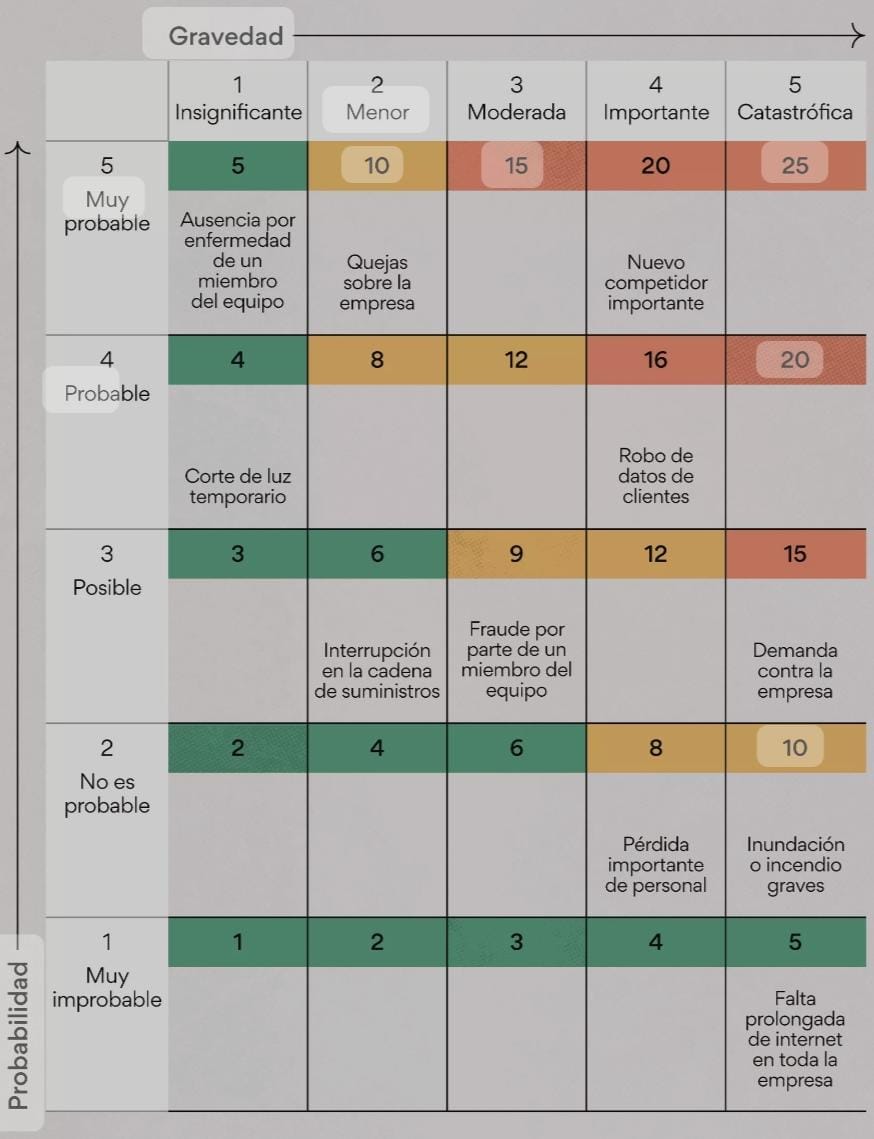 Gravedad
1
2
3
4
5
Insignificante
Menor
Moderada
Importante
Catastrófica
5
Muy
probable
5
10
15
20
25
Ausencia por
enfermedad
de un
miembro
del equipo
Quejas
sobre la
empresa
Nuevo
competidor
importante
4
Probable
4
8
12
16
20
Corte de luz
temporario
Robo de
datos de
clientes
3
Posible
3
6
9
12
15
Interrupción
en la cadena
de suministros
Fraude por
parte de un
miembro del
equipo
Demanda
contra la
empresa
2
No es
probable
2
4
6
8
10
Pérdida
importante
de personal
Inundación
o incendio
graves
1
Muy
improbable
1
2
3
4
5
Falta
prolongada
de internet
en toda la
empresa
Probabilidad